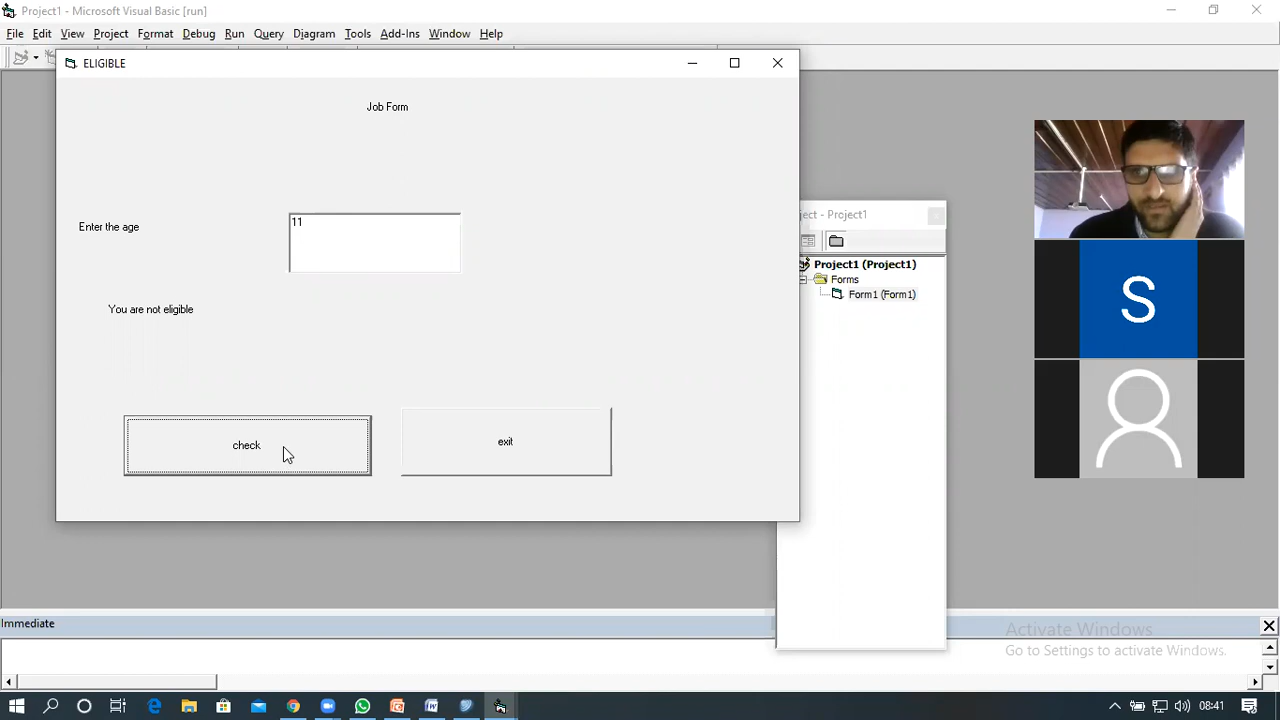 Project1 - Microsoft Visual Basic [run]
File Edit View Project Format Debug Run Query Diagram Tools Add-Ins Window Help
ELIGIBLE
Job Form
Enter the age
11
You are not eligible
check
exit
ject - Project1
Project1 (Project1)
Forms
Form1 (Form1)
S
Immediate
Activate Windows
Go to Settings to activate Windows.
08:41